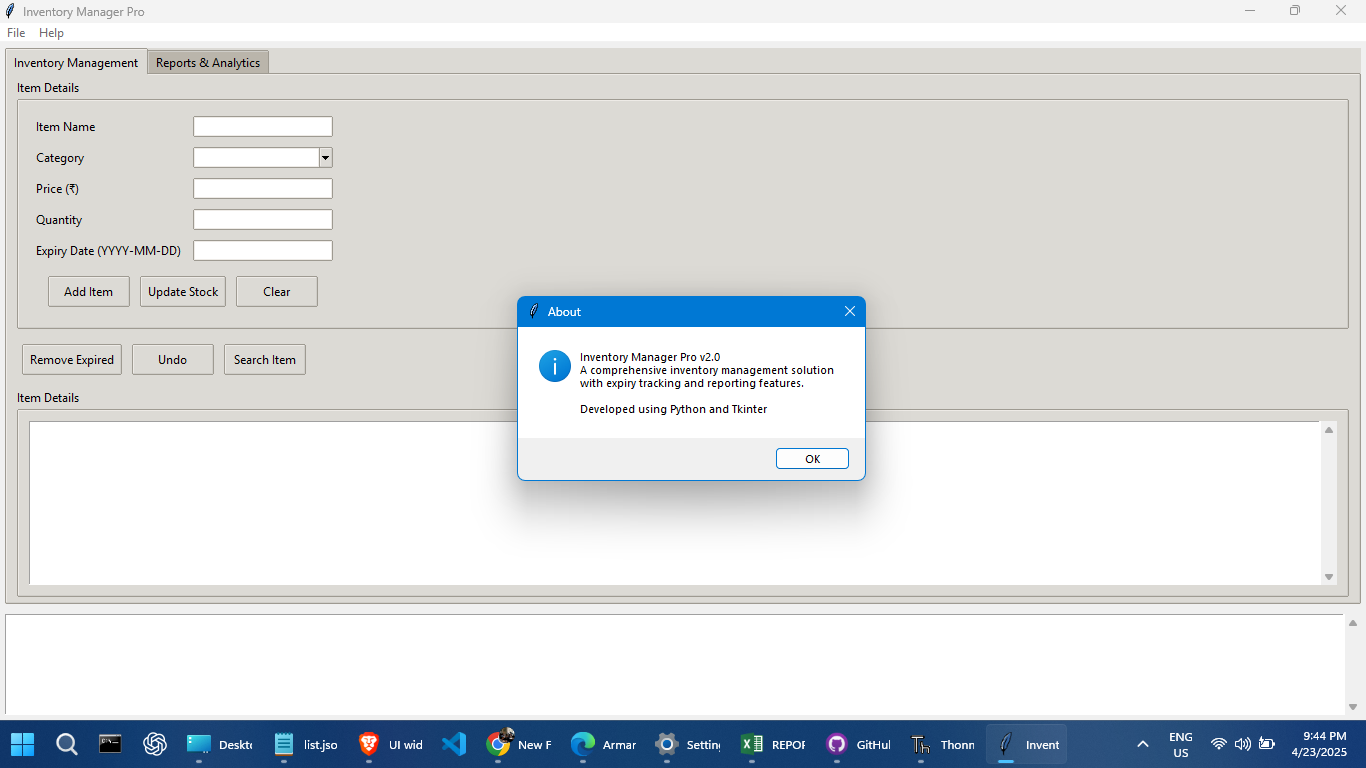 Inventory Manager Pro
File Help
Inventory Management Reports & Analytics
Item Details
Item Name
Category
Price (₹)
Quantity
Expiry Date (YYYY-MM-DD)
Add Item Update Stock Clear
Remove Expired Undo Search Item
Item Details
About
Inventory Manager Pro v2.0
A comprehensive inventory management solution
with expiry tracking and reporting features.
Developed using Python and Tkinter
OK
Deskt list.jso UI wid New F Armar Settin REPOR GitHul Thonn Invent
ENG
US
9:44 PM
4/23/2025